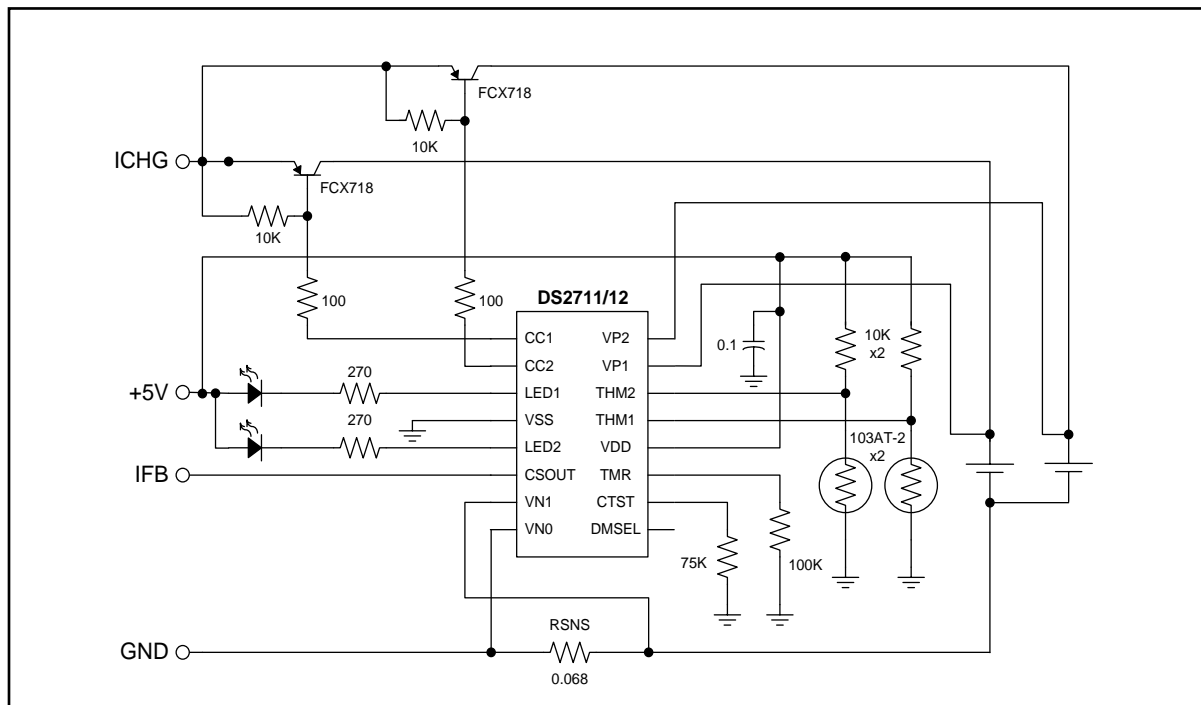 FCX718
10K
ICHG
FCX718
10K
100
100
DS2711/12
CC1
VP2
0.1
10K
x2
CC2
VP1
+5V
270
LED1
THM2
270
VSS
THM1
103AT-2
x2
LED2
VDD
IFB
CSOUT
TMR
VN1
CTST
VN0
DMSEL
75K
100K
GND
RSNS
0.068